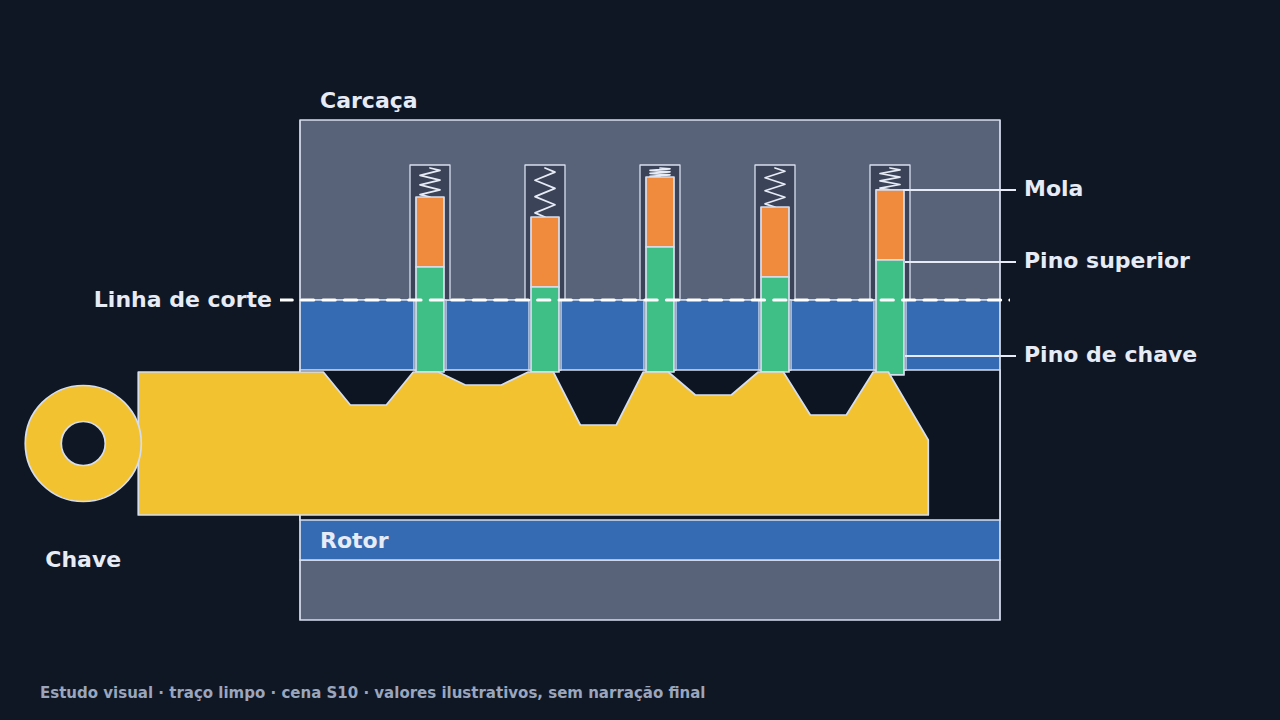 Carcaça
Mola
Pino superior
Linha de corte
Pino de chave
Rotor
Chave
Estudo visual · traço limpo · cena S10 · valores ilustrativos, sem narração final